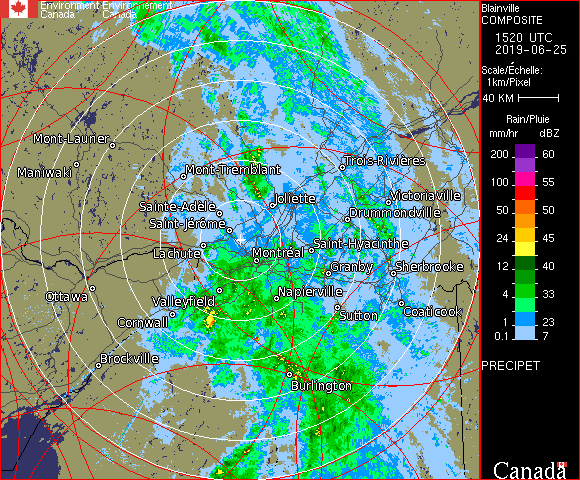 Environment Environnement
Canada Canada
Blainville
COMPOSITE
1520 UTC
2019-06-25
Scale/Échelle:
1km/Pixel
40 KM
Rain/Pluie
mm/hr dBZ
200 60
100 55
50 50
24 45
12 40
4 33
1 23
0.1 7
PRECIPET
Mont-Laurier
Maniwaki
Mont-Tremblant
Trois-Rivières
Sainte-Adèle
Joliette
Victoriaville
Drummondville
Saint-Jérôme
Lachute
Montréal
Saint-Hyacinthe
Granby
Sherbrooke
Ottawa
Valleyfield
Napierville
Cornwall
Sutton
Coaticook
Brockville
Burlington
Canada